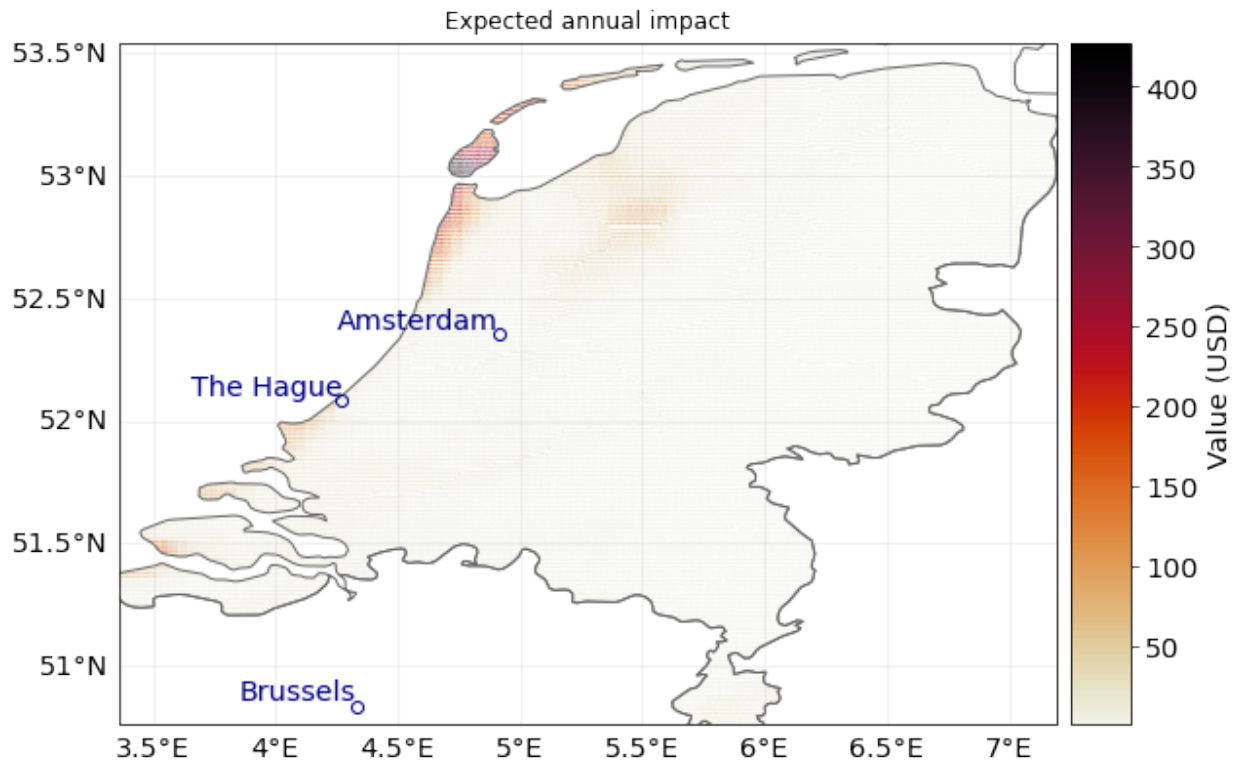 Expected annual impact
53.5°N
53°N
52.5°N
52°N
51.5°N
51°N
Amsterdam
The Hague
Brussels
3.5°E
4°E
4.5°E
5°E
5.5°E
6°E
6.5°E
7°E
400
350
300
250
200
150
100
50
Value (USD)